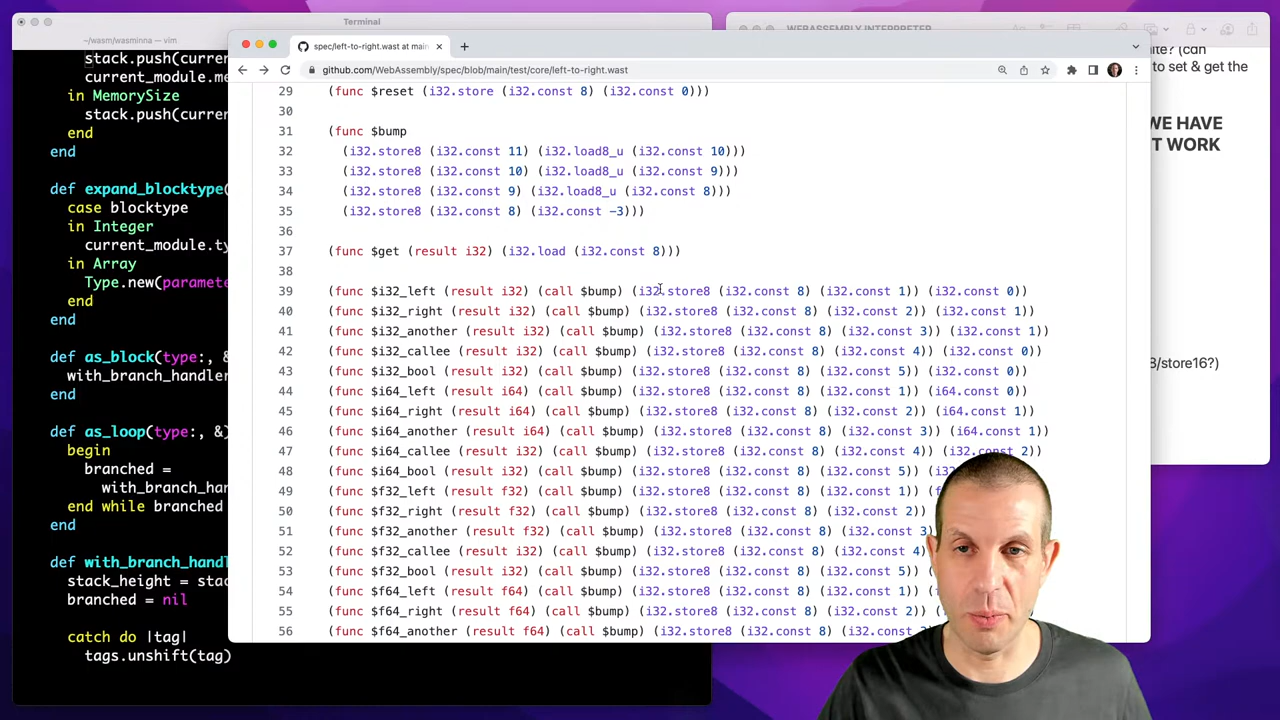 Terminal
~/wasm/wasminna — vim
stack.push(curre
current_module.me
in MemorySize
stack.push(curre
end
end
def expand_blocktype(
case blocktype
in Integer
current_module.ty
in Array
Type.new(parame
end
end
def as_block(type:, &
with_branch_handler
end
def as_loop(type:, &)
begin
branched =
with_branch_han
end while branched
end
def with_branch_handl
stack_height = stac
branched = nil
catch do |tag|
tags.unshift(tag)
WEBASSEMBLY INTERPRETER
(can
to set & get the
WE HAVE
T WORK
8/store16?)
spec/left-to-right.wast at main
github.com/WebAssembly/spec/blob/main/test/core/left-to-right.wast
29 (func $reset (i32.store (i32.const 8) (i32.const 0)))
30
31 (func $bump
32 (i32.store8 (i32.const 11) (i32.load8_u (i32.const 10)))
33 (i32.store8 (i32.const 10) (i32.load8_u (i32.const 9)))
34 (i32.store8 (i32.const 9) (i32.load8_u (i32.const 8)))
35 (i32.store8 (i32.const 8) (i32.const -3)))
36
37 (func $get (result i32) (i32.load (i32.const 8)))
38
39 (func $i32_left (result i32) (call $bump) (i32.store8 (i32.const 8) (i32.const 1)) (i32.const 0))
40 (func $i32_right (result i32) (call $bump) (i32.store8 (i32.const 8) (i32.const 2)) (i32.const 1))
41 (func $i32_another (result i32) (call $bump) (i32.store8 (i32.const 8) (i32.const 3)) (i32.const 1))
42 (func $i32_callee (result i32) (call $bump) (i32.store8 (i32.const 8) (i32.const 4)) (i32.const 0))
43 (func $i32_bool (result i32) (call $bump) (i32.store8 (i32.const 8) (i32.const 5)) (i32.const 0))
44 (func $i64_left (result i64) (call $bump) (i32.store8 (i32.const 8) (i32.const 1)) (i64.const 0))
45 (func $i64_right (result i64) (call $bump) (i32.store8 (i32.const 8) (i32.const 2)) (i64.const 1))
46 (func $i64_another (result i64) (call $bump) (i32.store8 (i32.const 8) (i32.const 3)) (i64.const 1))
47 (func $i64_callee (result i32) (call $bump) (i32.store8 (i32.const 8) (i32.const 4)) (i32.const 2))
48 (func $i64_bool (result i32) (call $bump) (i32.store8 (i32.const 8) (i32.const 5)) (i
49 (func $f32_left (result f32) (call $bump) (i32.store8 (i32.const 8) (i32.const 1)) (f
50 (func $f32_right (result f32) (call $bump) (i32.store8 (i32.const 8) (i32.const 2))
51 (func $f32_another (result f32) (call $bump) (i32.store8 (i32.const 8) (i32.const 3)
52 (func $f32_callee (result i32) (call $bump) (i32.store8 (i32.const 8) (i32.const 4)
53 (func $f32_bool (result i32) (call $bump) (i32.store8 (i32.const 8) (i32.const 5))
54 (func $f64_left (result f64) (call $bump) (i32.store8 (i32.const 8) (i32.const 1)) (
55 (func $f64_right (result f64) (call $bump) (i32.store8 (i32.const 8) (i32.const 2))
56 (func $f64_another (result f64) (call $bump) (i32.store8 (i32.const 8) (i32.const